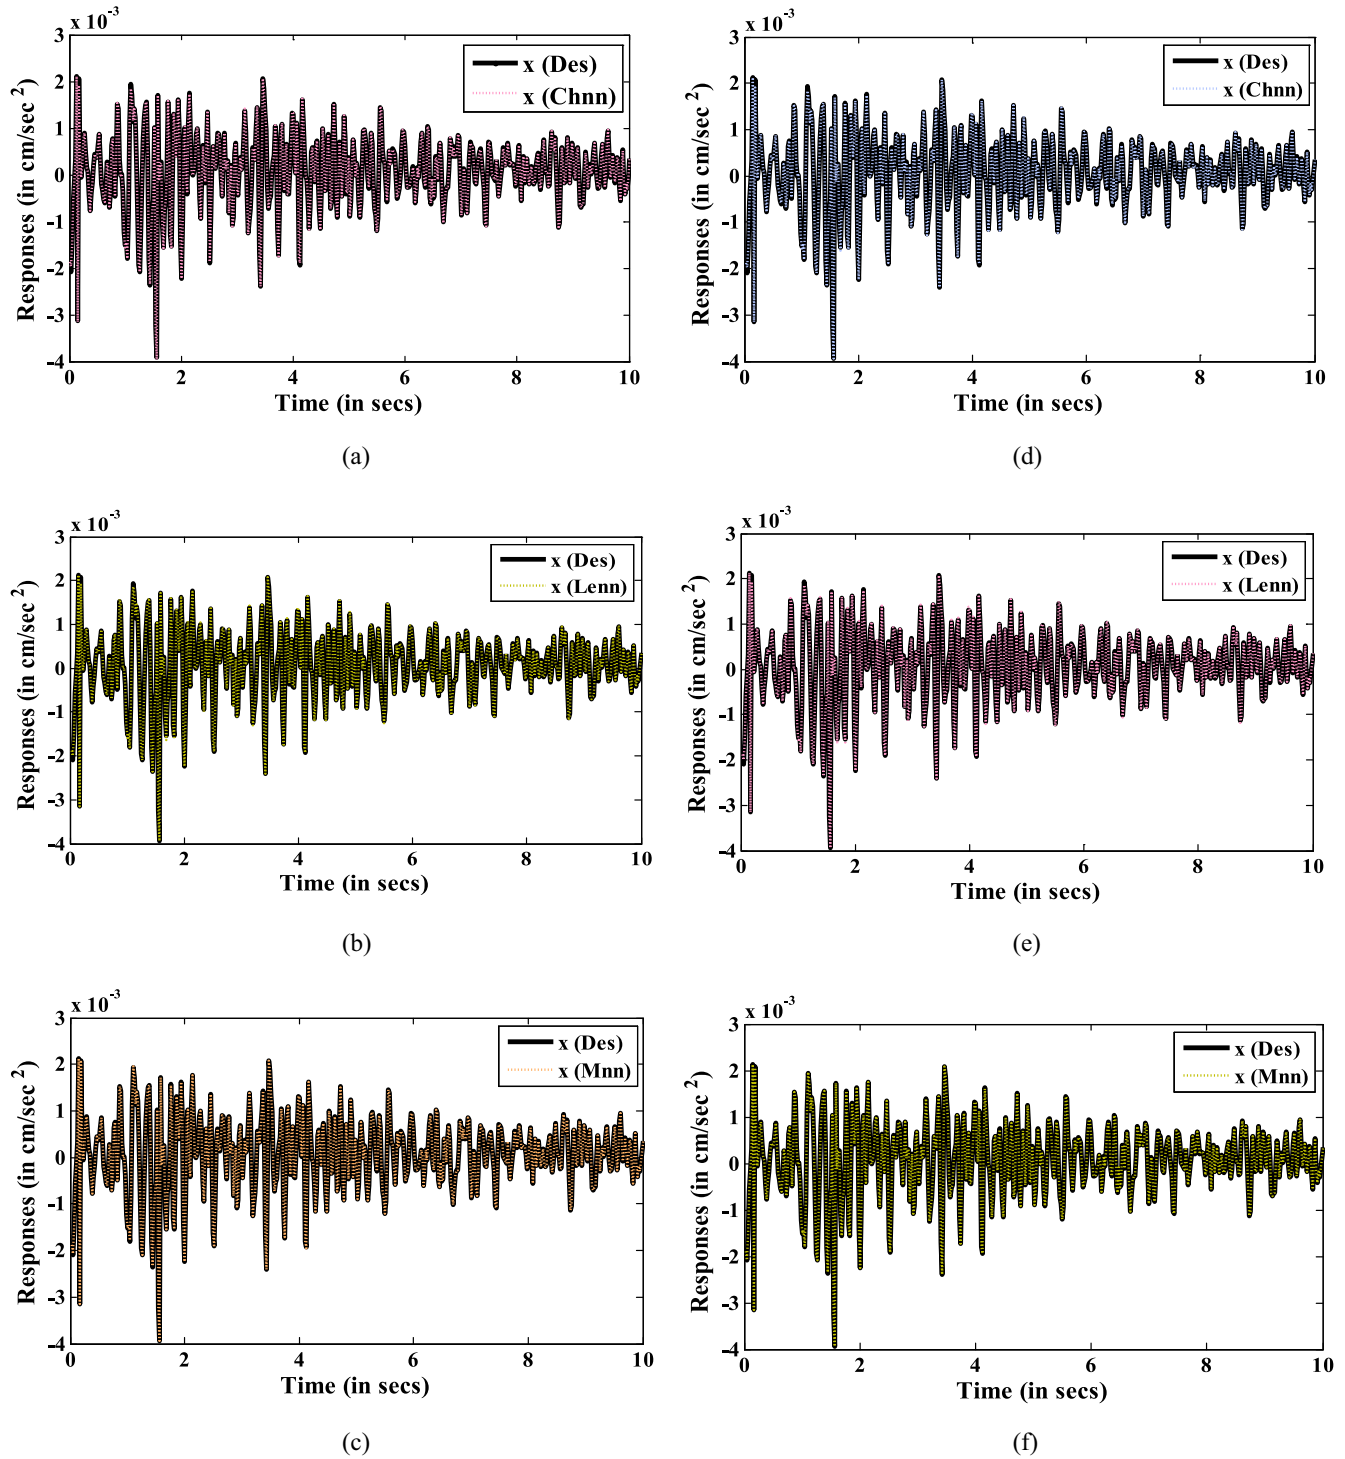 x 10-3
3
2
1
0
-1
-2
-3
-4
0 2 4 6 8 10
Responses (in cm/sec 2)
Time (in secs)
x (Des)
x (Chnn)
(a)
x 10-3
3
2
1
0
-1
-2
-3
-4
0 2 4 6 8 10
Responses (in cm/sec 2)
Time (in secs)
x (Des)
x (Chnn)
(d)
x 10-3
3
2
1
0
-1
-2
-3
-4
0 2 4 6 8 10
Responses (in cm/sec 2)
Time (in secs)
x (Des)
x (Lenn)
(b)
x 10-3
3
2
1
0
-1
-2
-3
-4
0 2 4 6 8 10
Responses (in cm/sec 2)
Time (in secs)
x (Des)
x (Lenn)
(e)
x 10-3
3
2
1
0
-1
-2
-3
-4
0 2 4 6 8 10
Responses (in cm/sec 2)
Time (in secs)
x (Des)
x (Mnn)
(c)
x 10-3
3
2
1
0
-1
-2
-3
-4
0 2 4 6 8 10
Responses (in cm/sec 2)
Time (in secs)
x (Des)
x (Mnn)
(f)